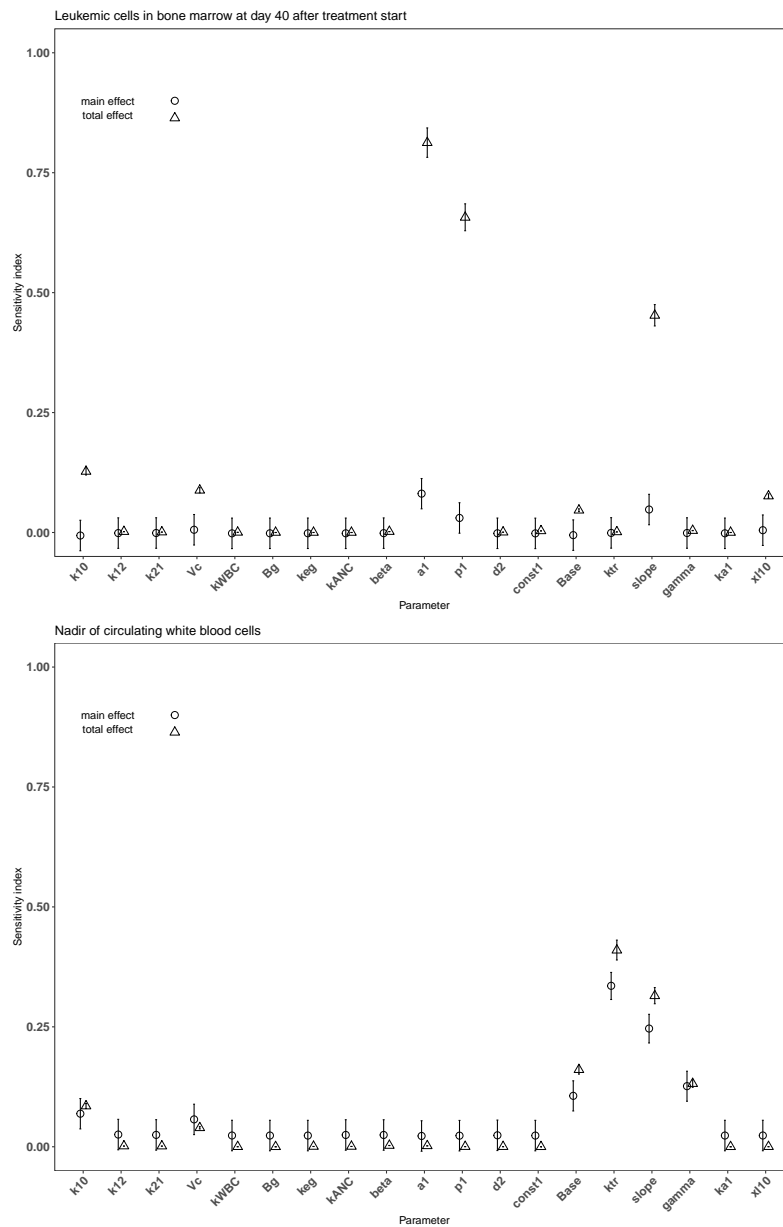 Leukemic cells in bone marrow at day 40 after treatment start
1.00
main effect
total effect
0.75
0.50
0.25
0.00
Sensitivity index
k10 k12 k21 Vc kWBC Bg keg kANC beta a1 p1 d2 const1 Base ktr slope gamma ka1 xl10
Parameter
Nadir of circulating white blood cells
1.00
main effect
total effect
0.75
0.50
0.25
0.00
Sensitivity index
k10 k12 k21 Vc kWBC Bg keg kANC beta a1 p1 d2 const1 Base ktr slope gamma ka1 xl10
Parameter